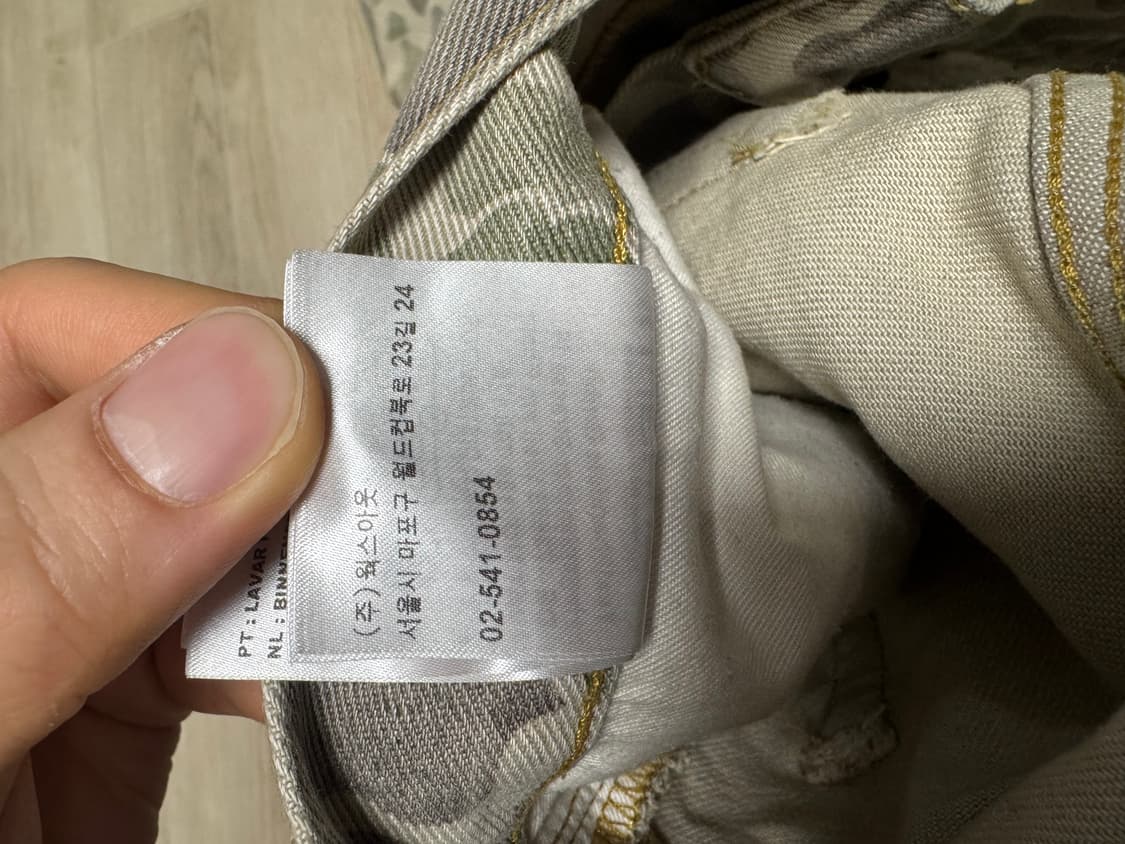 (주)웍스아웃
서울시 마포구 월드컵북로 23길 24
02-541-0854
PT : LAVAR
NL :